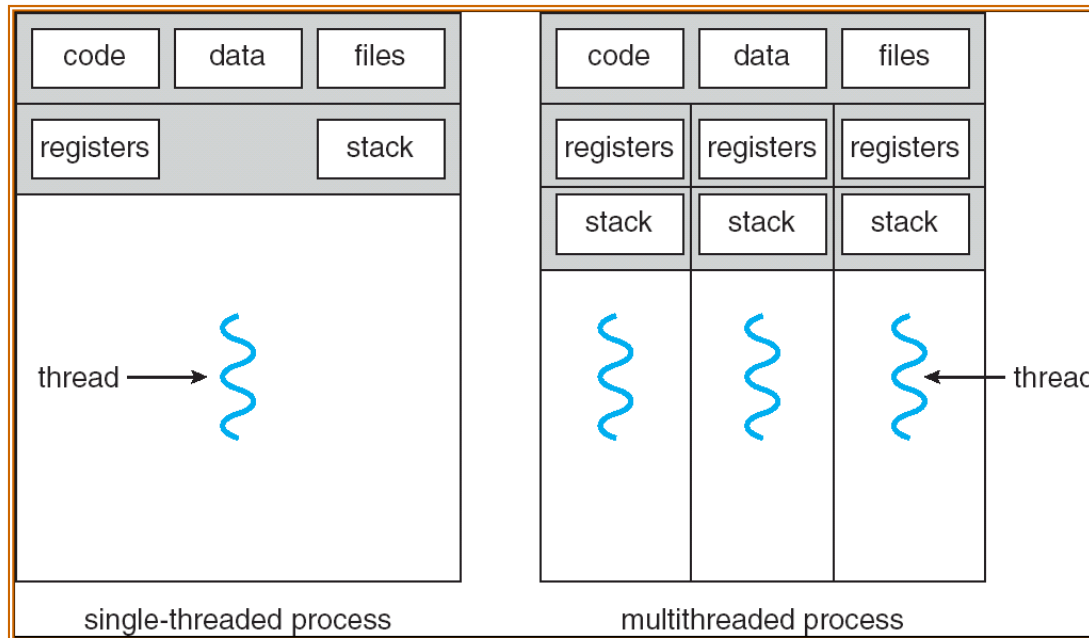 code data files code data files
registers stack registers registers registers
stack stack stack
thread thread
single-threaded process multithreaded process